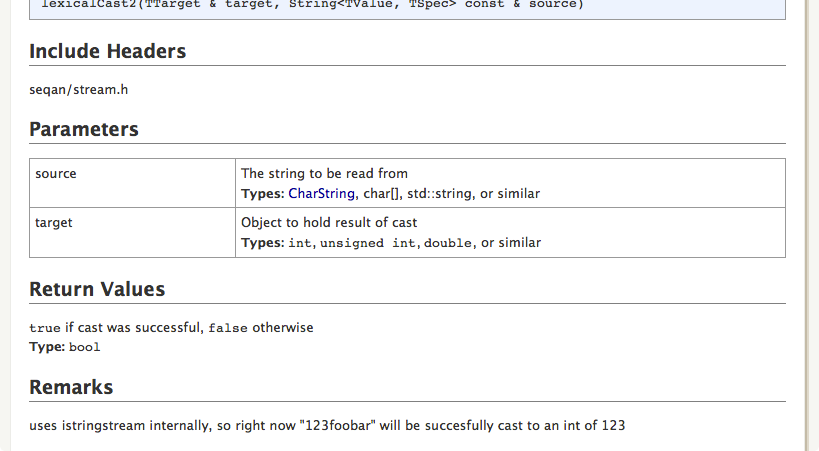 lexicalCast2(TTarget & target, String<TValue, TSpec> const & source)
Include Headers
seqan/stream.h
Parameters
source
The string to be read from
Types: CharString, char[], std::string, or similar
target
Object to hold result of cast
Types: int, unsigned int, double, or similar
Return Values
true if cast was successful, false otherwise
Type: bool
Remarks
uses istringstream internally, so right now "123foobar" will be succesfully cast to an int of 123